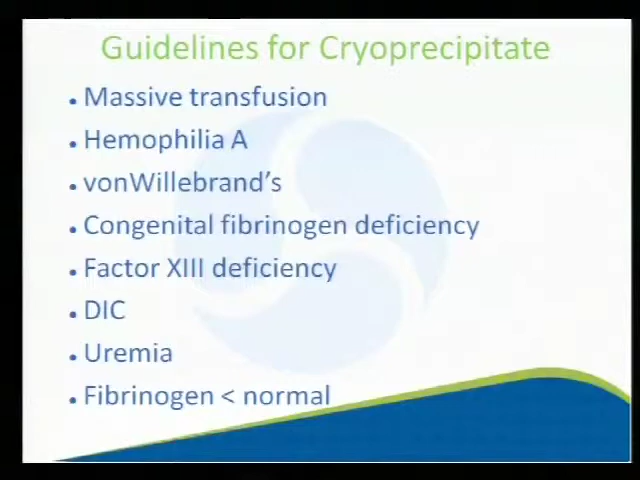 Guidelines for Cryoprecipitate
• Massive transfusion
• Hemophilia A
• vonWillebrand's
• Congenital fibrinogen deficiency
• Factor XIII deficiency
• DIC
• Uremia
• Fibrinogen < normal